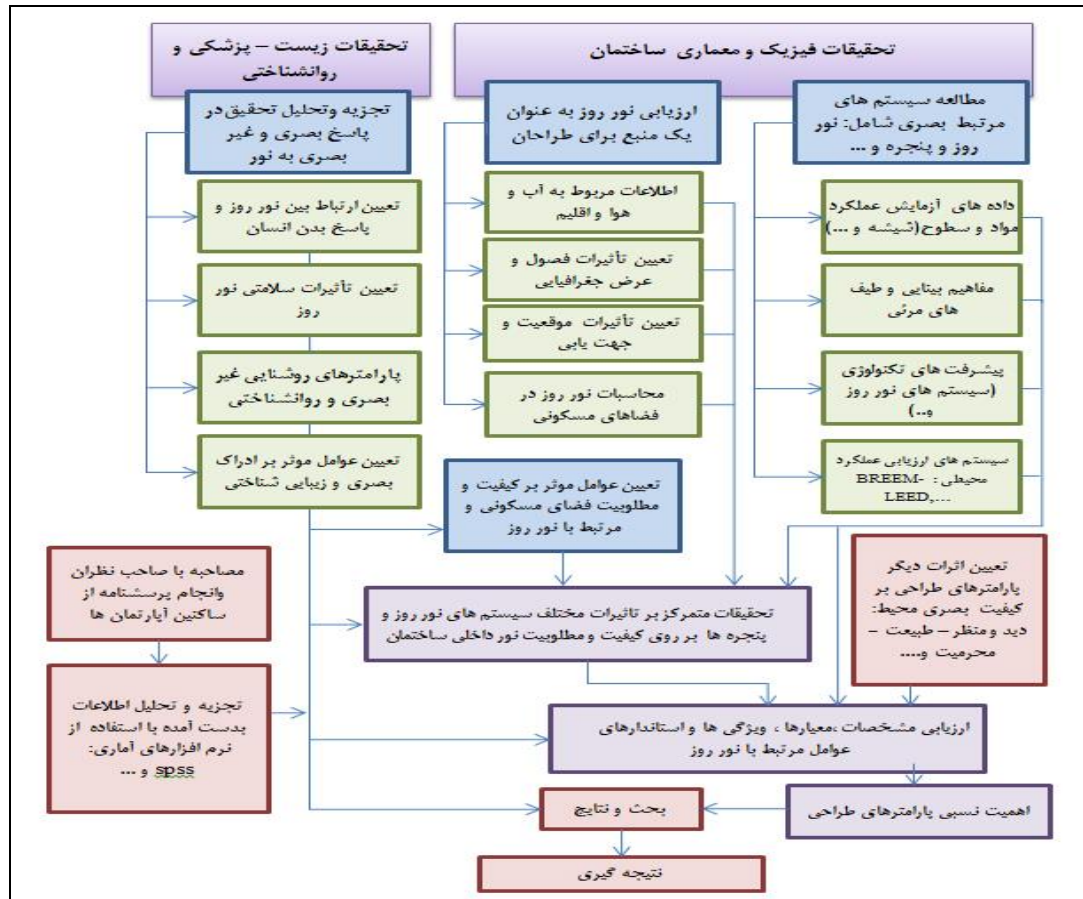 تحقیقات فیزیک و معماری ساختمان
تحقیقات زیست – پزشکی و
روانشناختی
مطالعه سیستم های
مرتبط بصری شامل: نور
روز و پنجره و ...
داده های آزمایش عملکرد
مواد و سطوح(شیشه و ...)
مفاهیم بینایی و طیف
های مرئی
پیشرفت های تکنولوژی
(سیستم های نور روز
و..)
سیستم های ارزیابی عملکرد
محیطی : BREEM-
LEED,...
ارزیابی نور روز به عنوان
یک منبع برای طراحان
اطلاعات مربوط به آب و
هوا و اقلیم
تعیین تأثیرات فصول و
عرض جغرافیایی
تعیین تأثیرات موقعیت و
جهت یابی
محاسبات نور روز در
فضاهای مسکونی
تجزیه وتحلیل تحقیق در
پاسخ بصری و غیر
بصری به نور
تعیین ارتباط بین نور روز و
پاسخ بدن انسان
تعیین تأثیرات سلامتی نور
روز
پارامترهای روشنایی غیر
بصری و روانشناختی
تعیین عوامل موثر بر ادراک
بصری و زیبایی شناختی
تعیین عوامل موثر بر کیفیت و
مطلوبیت فضای مسکونی و
مرتبط با نور روز
تعیین اثرات دیگر
پارامترهای طراحی بر
کیفیت بصری محیط:
دید و منظر – طبیعت –
محرمیت و....
مصاحبه با صاحب نظران
وانجام پرسشنامه از
ساکنین آپارتمان ها
تحقیقات متمرکز بر تاثیرات مختلف سیستم های نور روز و
پنجره ها بر روی کیفیت و مطلوبیت نور داخلی ساختمان
تجزیه و تحلیل اطلاعات
بدست آمده با استفاده از
نرم افزارهای آماری:
spss و ...
ارزیابی مشخصات ،معیارها ، ویژگی ها و استاندارهای
عوامل مرتبط با نور روز
اهمیت نسبی پارامترهای طراحی
بحث و نتایج
نتیجه گیری